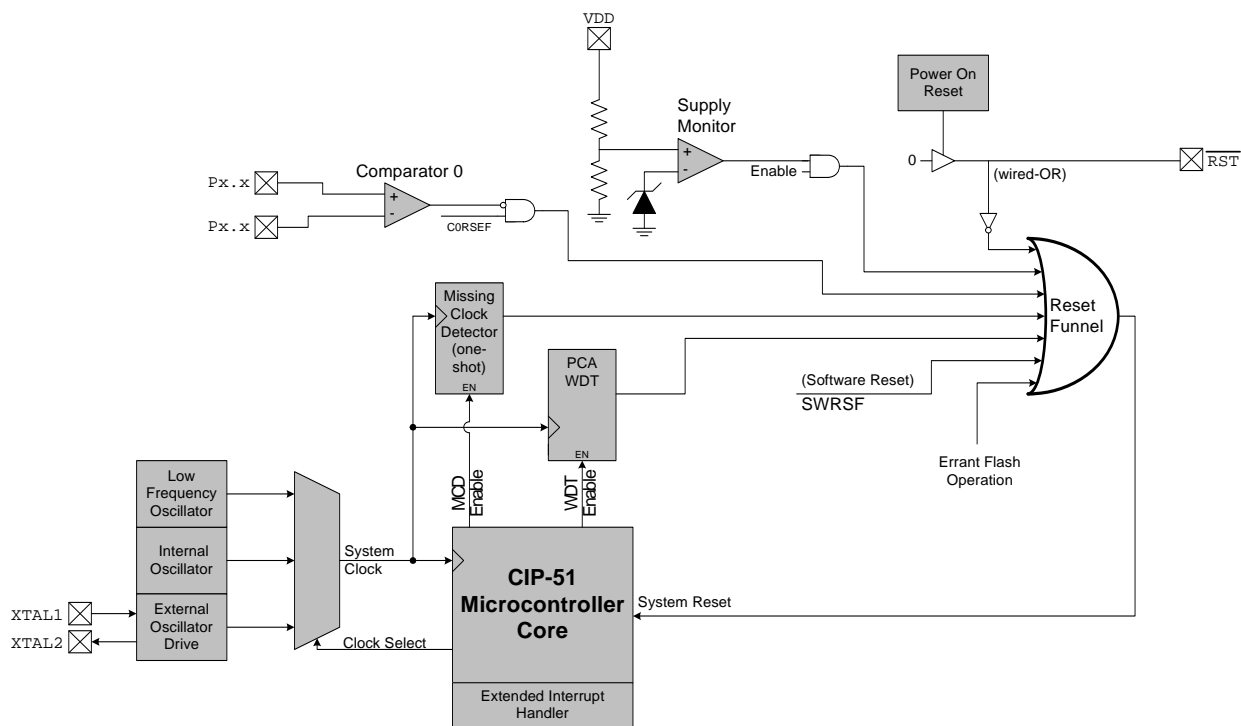 VDD
Power On
Reset
Supply
Monitor
+
-
Enable
0
(wired-OR)
RST
Comparator 0
Px.x
+
Px.x
-
C0RSEF
Missing
Clock
Detector
(one-
shot)
EN
PCA
WDT
EN
Reset
Funnel
(Software Reset)
SWRSF
Errant Flash
Operation
MCD
Enable
WDT
Enable
Low
Frequency
Oscillator
Internal
Oscillator
External
Oscillator
Drive
XTAL1
XTAL2
System
Clock
Clock Select
CIP-51
Microcontroller
Core
System Reset
Extended Interrupt
Handler